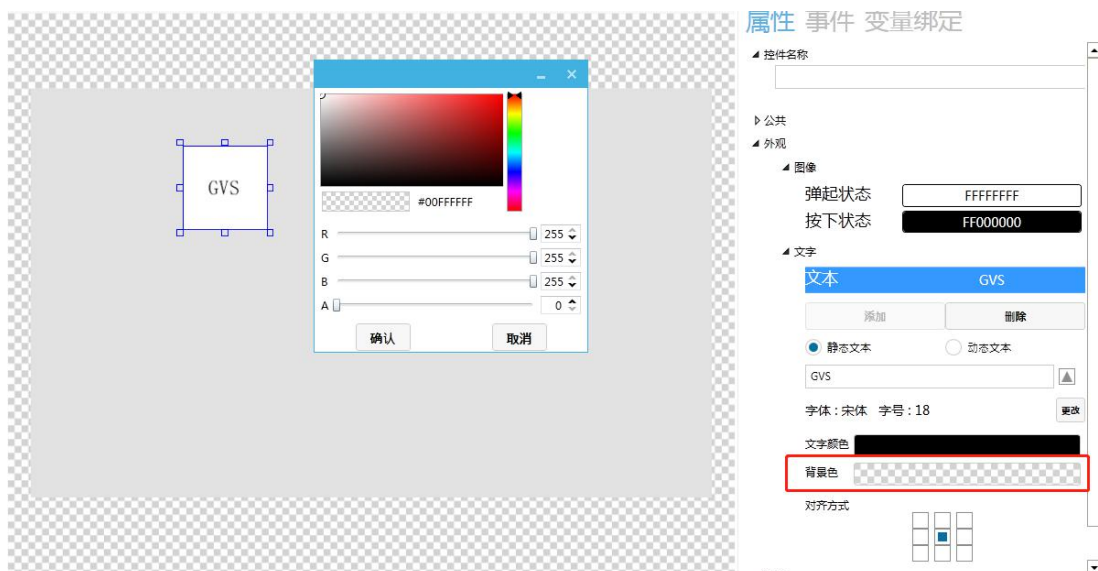 属性 事件 变量绑定
控件名称
公共
外观
图像
弹起状态 FFFFFFFF
按下状态 FF000000
文字
文本 GVS
添加 删除
静态文本 动态文本
GVS
字体：宋体 字号：18 更改
文字颜色
背景色
对齐方式
GVS
#00FFFFFF
R 255
G 255
B 255
A 0
确认 取消